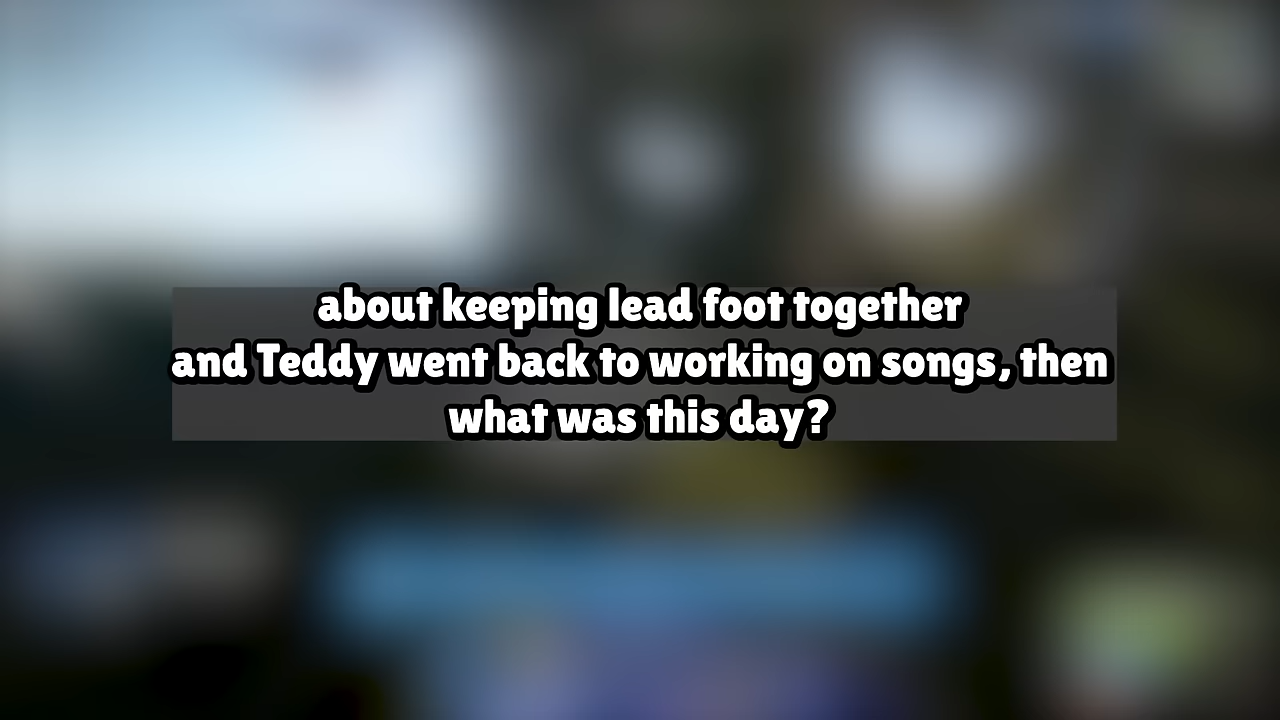 about keeping lead foot together
and Teddy went back to working on songs, then
what was this day?